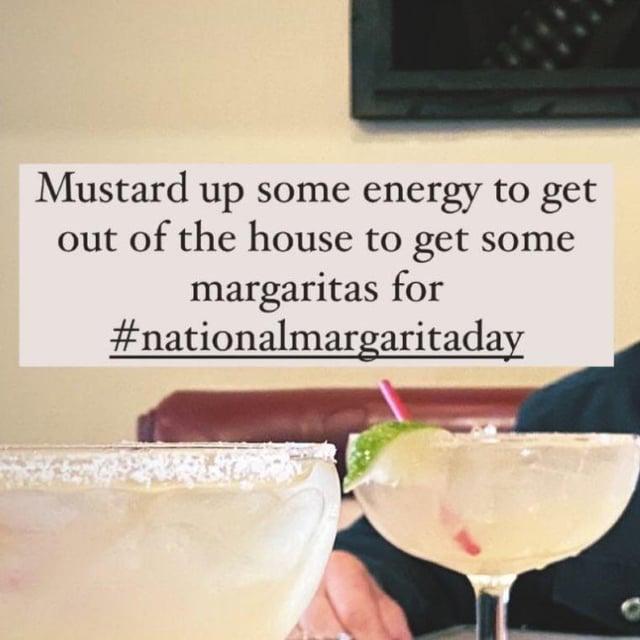 Mustard up some energy to get
out of the house to get some
margaritas for
#nationalmargaritaday